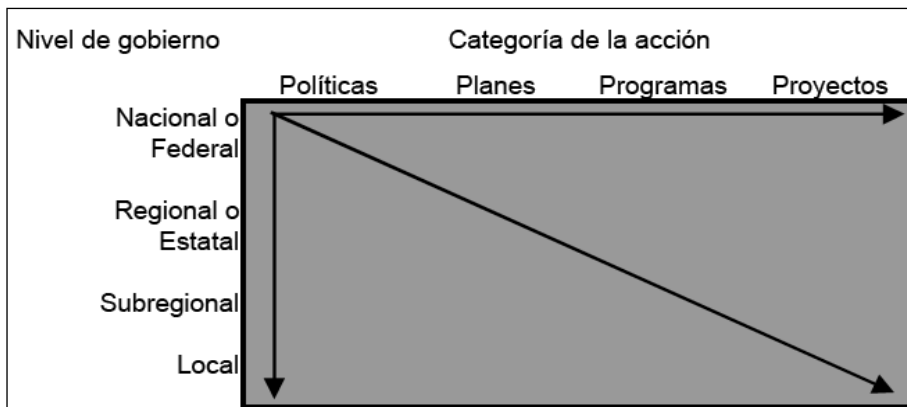 Nivel de gobierno Categoría de la acción
Políticas Planes Programas Proyectos
Nacional o
Federal
Regional o
Estatal
Subregional
Local